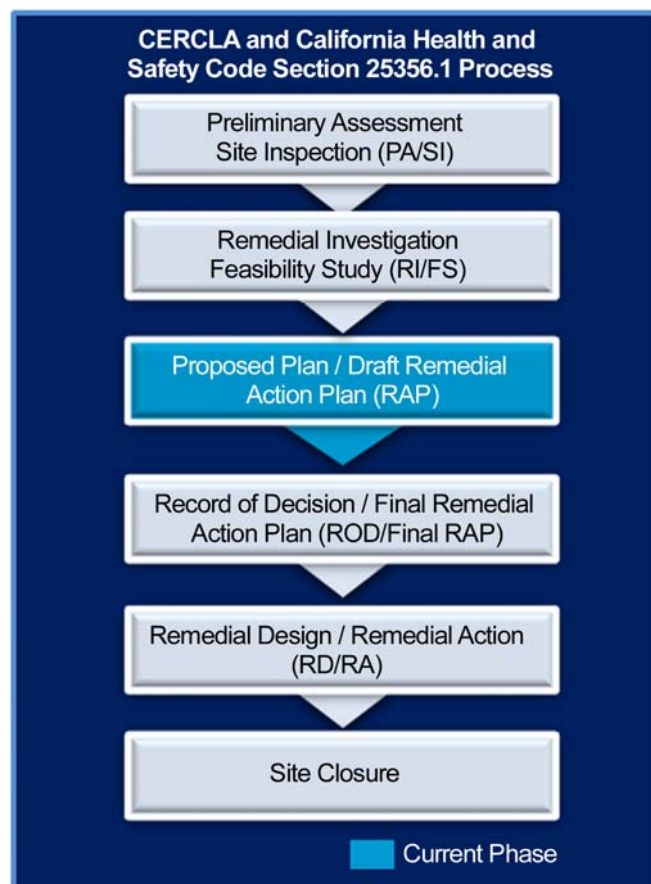 CERCLA and California Health and
Safety Code Section 25356.1 Process
Preliminary Assessment
Site Inspection (PA/SI)
Remedial Investigation
Feasibility Study (RI/FS)
Proposed Plan / Draft Remedial
Action Plan (RAP)
Record of Decision / Final Remedial
Action Plan (ROD/Final RAP)
Remedial Design / Remedial Action
(RD/RA)
Site Closure
Current Phase